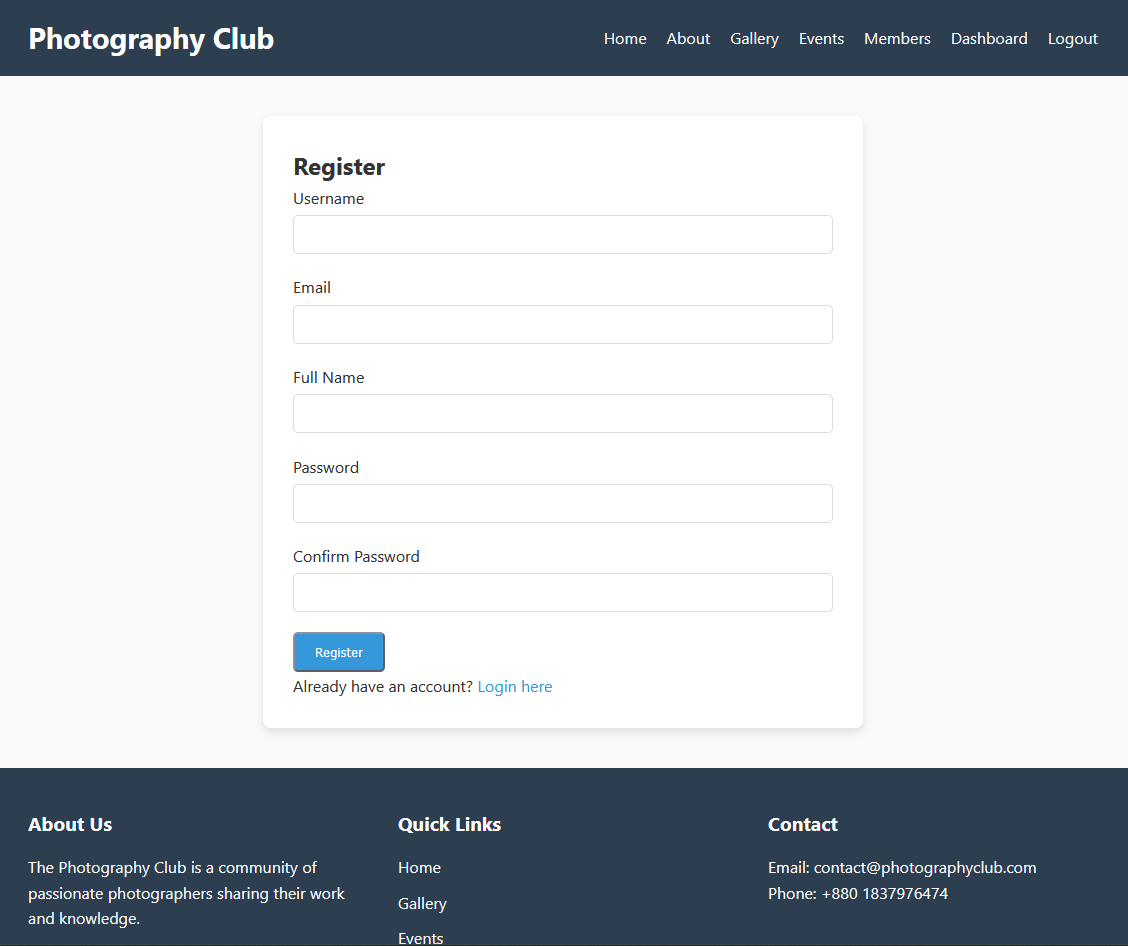 Photography Club
Home About Gallery Events Members Dashboard Logout
Register
Username
Email
Full Name
Password
Confirm Password
Register
Already have an account? Login here
About Us
The Photography Club is a community of
passionate photographers sharing their work
and knowledge.
Quick Links
Home
Gallery
Events
Contact
Email: contact@photographyclub.com
Phone: +880 1837976474